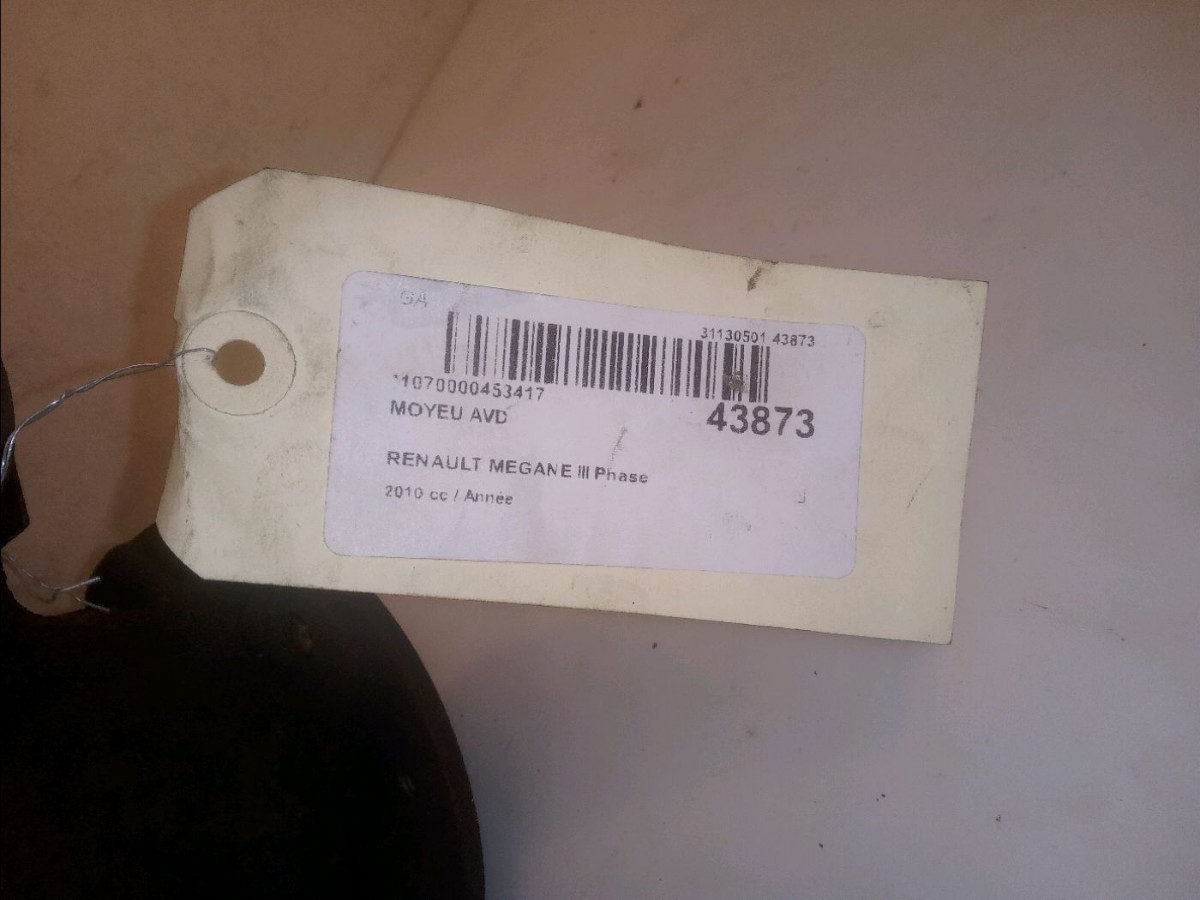 GA
31130501 43873
*1070000453417
43873
MOYEU AVD
RENAULT MEGANE III Phase
2010 cc / Année